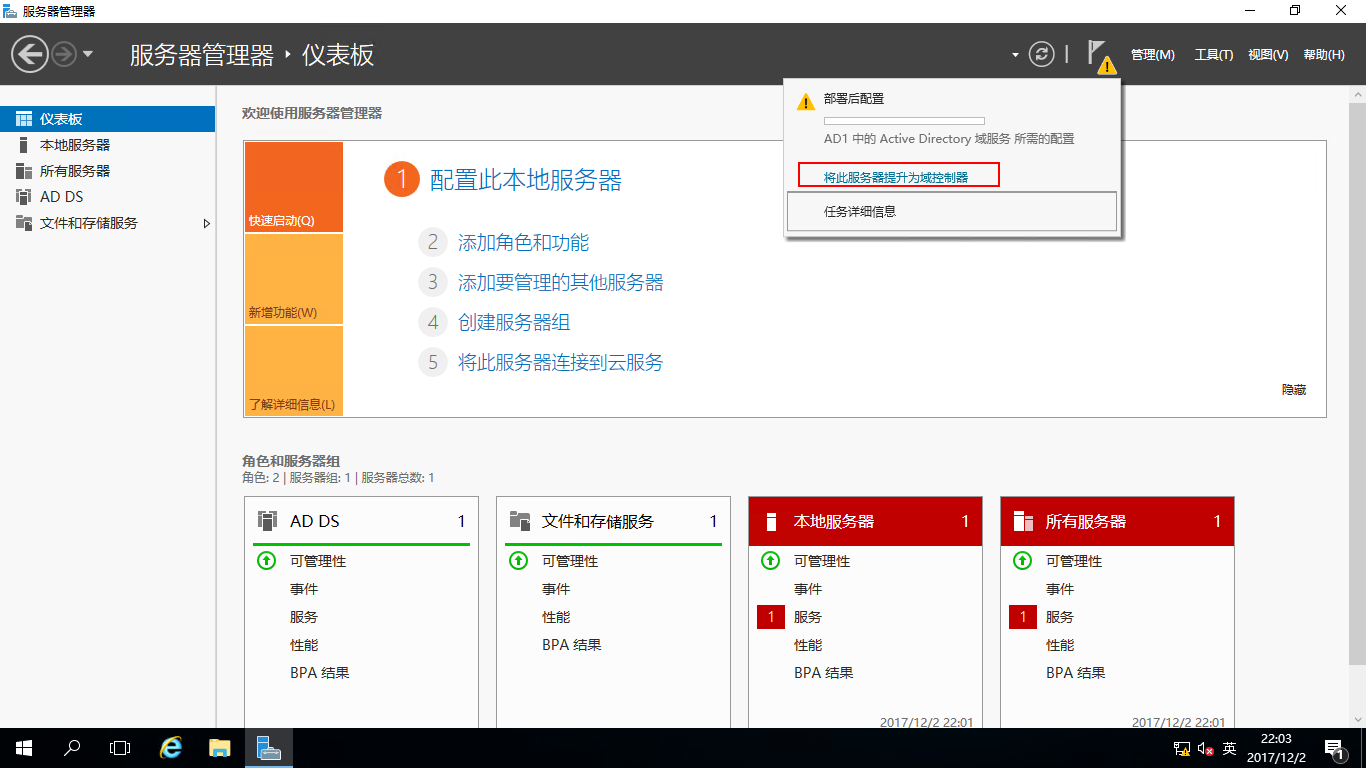 服务器管理器
服务器管理器 ‣ 仪表板
管理(M) 工具(T) 视图(V) 帮助(H)
仪表板
本地服务器
所有服务器
AD DS
文件和存储服务
欢迎使用服务器管理器
部署后配置
AD1 中的 Active Directory 域服务 所需的配置
将此服务器提升为域控制器
任务详细信息
快速启动(Q)
新增功能(W)
了解详细信息(L)
1 配置此本地服务器
2 添加角色和功能
3 添加要管理的其他服务器
4 创建服务器组
5 将此服务器连接到云服务
隐藏
角色和服务器组
角色: 2 | 服务器组: 1 | 服务器总数: 1
AD DS 1
可管理性
事件
服务
性能
BPA 结果
文件和存储服务 1
可管理性
事件
性能
BPA 结果
本地服务器 1
可管理性
事件
1 服务
性能
BPA 结果
2017/12/2 22:01
所有服务器 1
可管理性
事件
1 服务
性能
BPA 结果
2017/12/2 22:01
英
22:03
2017/12/2
1